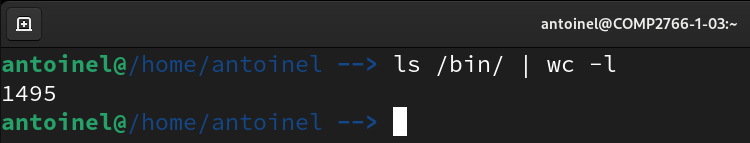 antoinel@COMP2766-1-03:~
antoinel@/home/antoinel --> ls /bin/ | wc -l
1495
antoinel@/home/antoinel -->